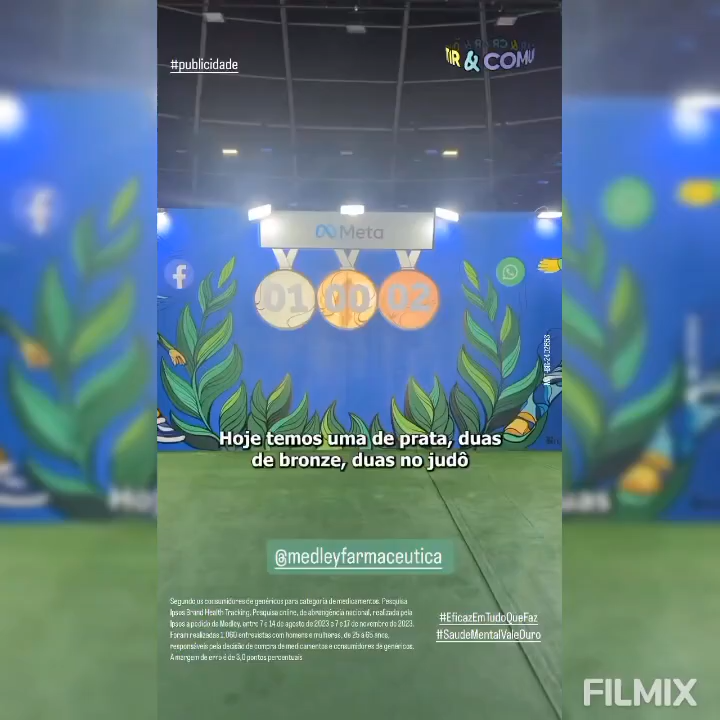 #publicidade
TIR & COMU
Meta
01 00 02
Hoje temos uma de prata, duas
de bronze, duas no judô
@medleyfarmaceutica
Segundo os consumidores de genéricos para categoria de medicamentos. Pesquisa
Ipsos Brand Health Tracking. Pesquisa online, de abrangência nacional, realizada pela
Ipsos a pedido da Medley, entre 7 e 14 de agosto de 2023 a 7 e 17 de novembro de 2023.
Foram realizadas 1.060 entrevistas com homens e mulheres, de 25 a 65 anos,
responsáveis pela decisão de compra de medicamentos e consumidores de genéricos.
A margem de erro é de 3,0 pontos percentuais
#EficazEmTudoQueFaz
#SaudeMentalValeOuro
FILMIX